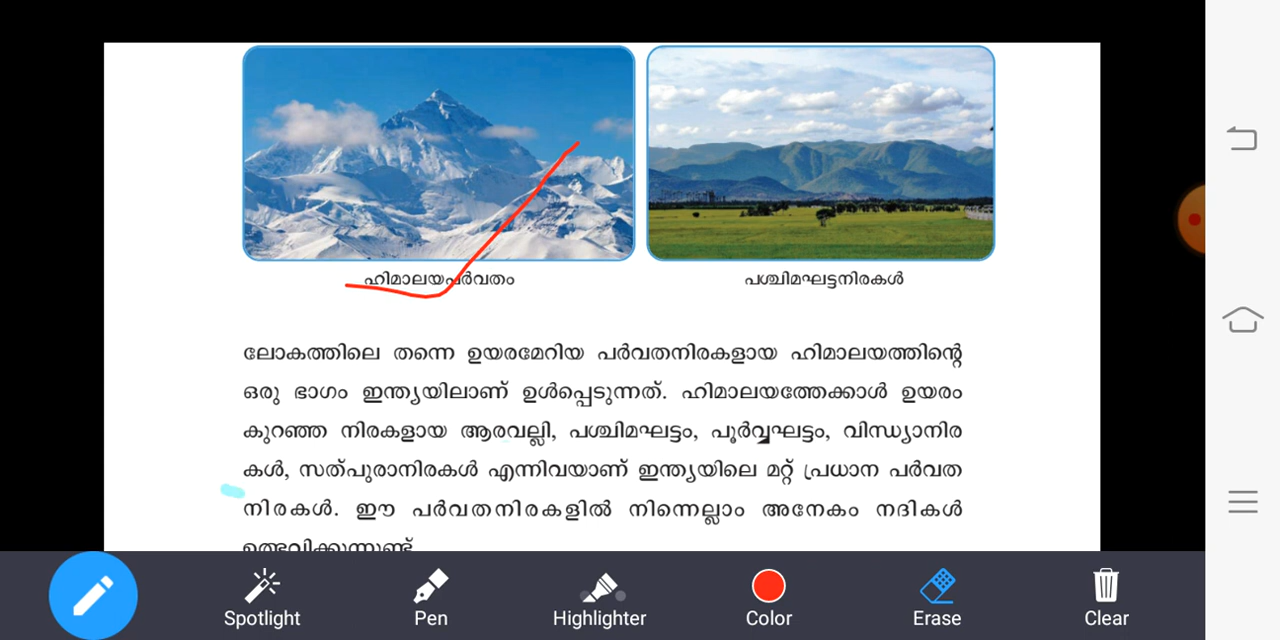 ഹിമാലയപർവതം
പശ്ചിമഘട്ടനിരകൾ
ലോകത്തിലെ തന്നെ ഉയരമേറിയ പർവതനിരകളായ ഹിമാലയത്തിന്റെ
ഒരു ഭാഗം ഇന്ത്യയിലാണ് ഉൾപ്പെടുന്നത്. ഹിമാലയത്തേക്കാൾ ഉയരം
കുറഞ്ഞ നിരകളായ ആരവല്ലി, പശ്ചിമഘട്ടം, പൂർവ്വഘട്ടം, വിന്ധ്യാനിര
കൾ, സത്പുരാനിരകൾ എന്നിവയാണ് ഇന്ത്യയിലെ മറ്റ് പ്രധാന പർവത
നിരകൾ. ഈ പർവതനിരകളിൽ നിന്നെല്ലാം അനേകം നദികൾ
ഉത്ഭവിക്കുന്നുണ്ട്
Spotlight
Pen
Highlighter
Color
Erase
Clear